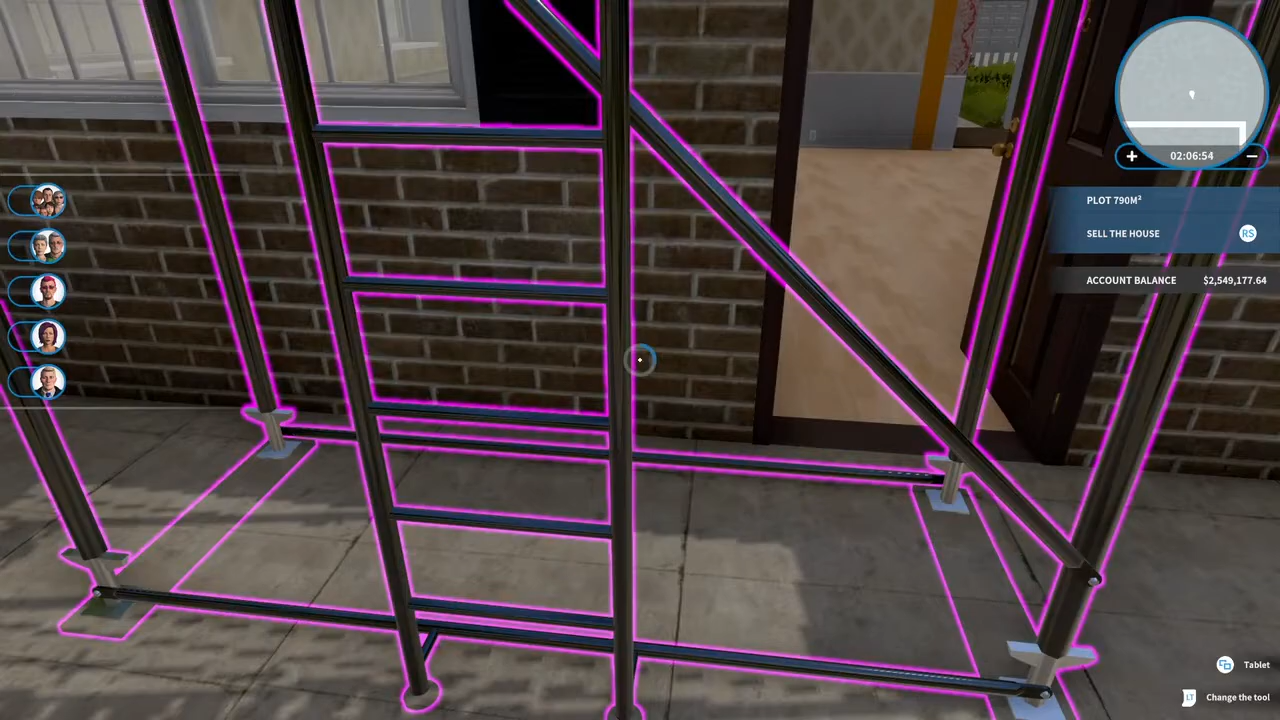 + 02:06:54 −
PLOT 790M²
SELL THE HOUSE RS
ACCOUNT BALANCE $2,549,177.64
Tablet
LT Change the tool